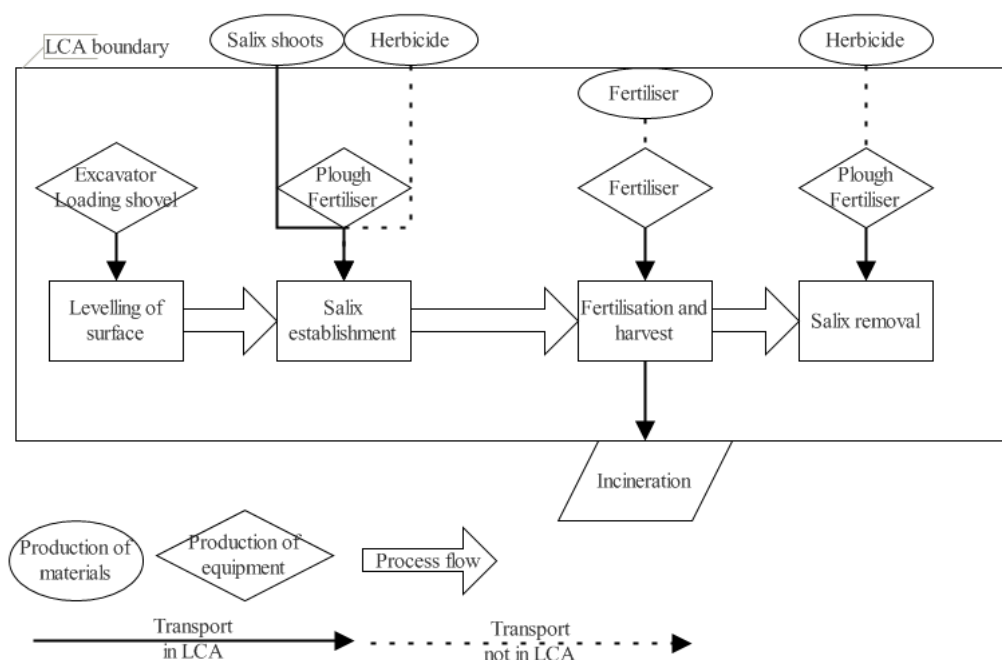 LCA boundary
Salix shoots
Herbicide
Herbicide
Fertiliser
Excavator
Loading shovel
Plough
Fertiliser
Fertiliser
Plough
Fertiliser
Levelling of
surface
Salix
establishment
Fertilisation and
harvest
Salix removal
Incineration
Production of
materials
Production of
equipment
Process flow
Transport
in LCA
Transport
not in LCA